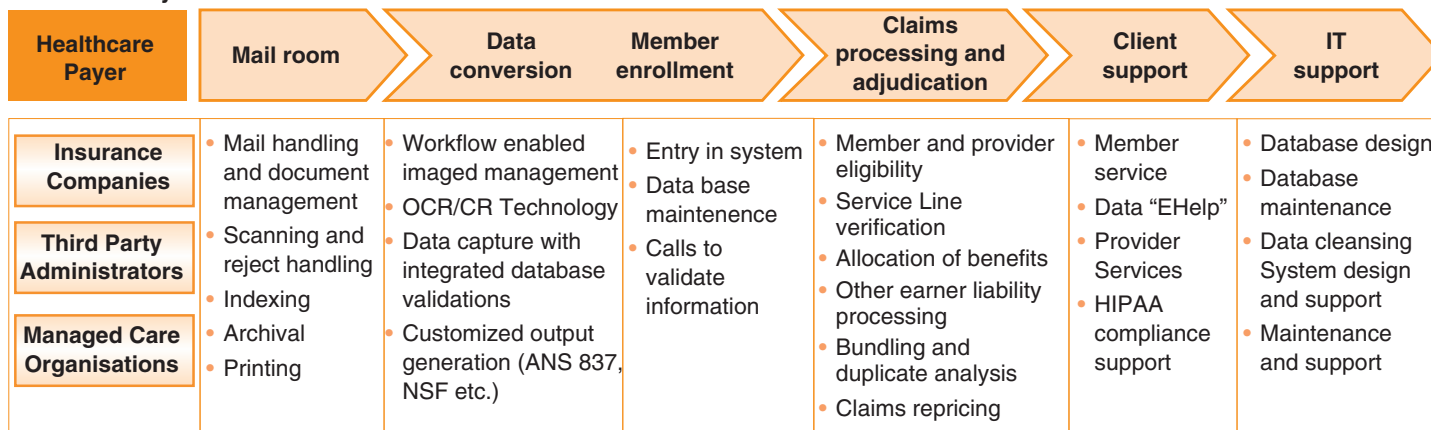 Healthcare
Payer
Mail room
Data
conversion
Member
enrollment
Claims
processing and
adjudication
Client
support
IT
support
Insurance
Companies
Third Party
Administrators
Managed Care
Organisations
• Mail handling
and document
management
• Scanning and
reject handling
• Indexing
• Archival
• Printing
• Workflow enabled
imaged management
• OCR/CR Technology
• Data capture with
integrated database
validations
• Customized output
generation (ANS 837,
NSF etc.)
• Entry in system
• Data base
maintenence
• Calls to
validate
information
• Member and provider
eligibility
• Service Line
verification
• Allocation of benefits
• Other earner liability
processing
• Bundling and
duplicate analysis
• Claims repricing
• Member
service
• Data “EHelp”
• Provider
Services
• HIPAA
compliance
support
• Database design
• Database
maintenance
• Data cleansing
System design
and support
• Maintenance
and support